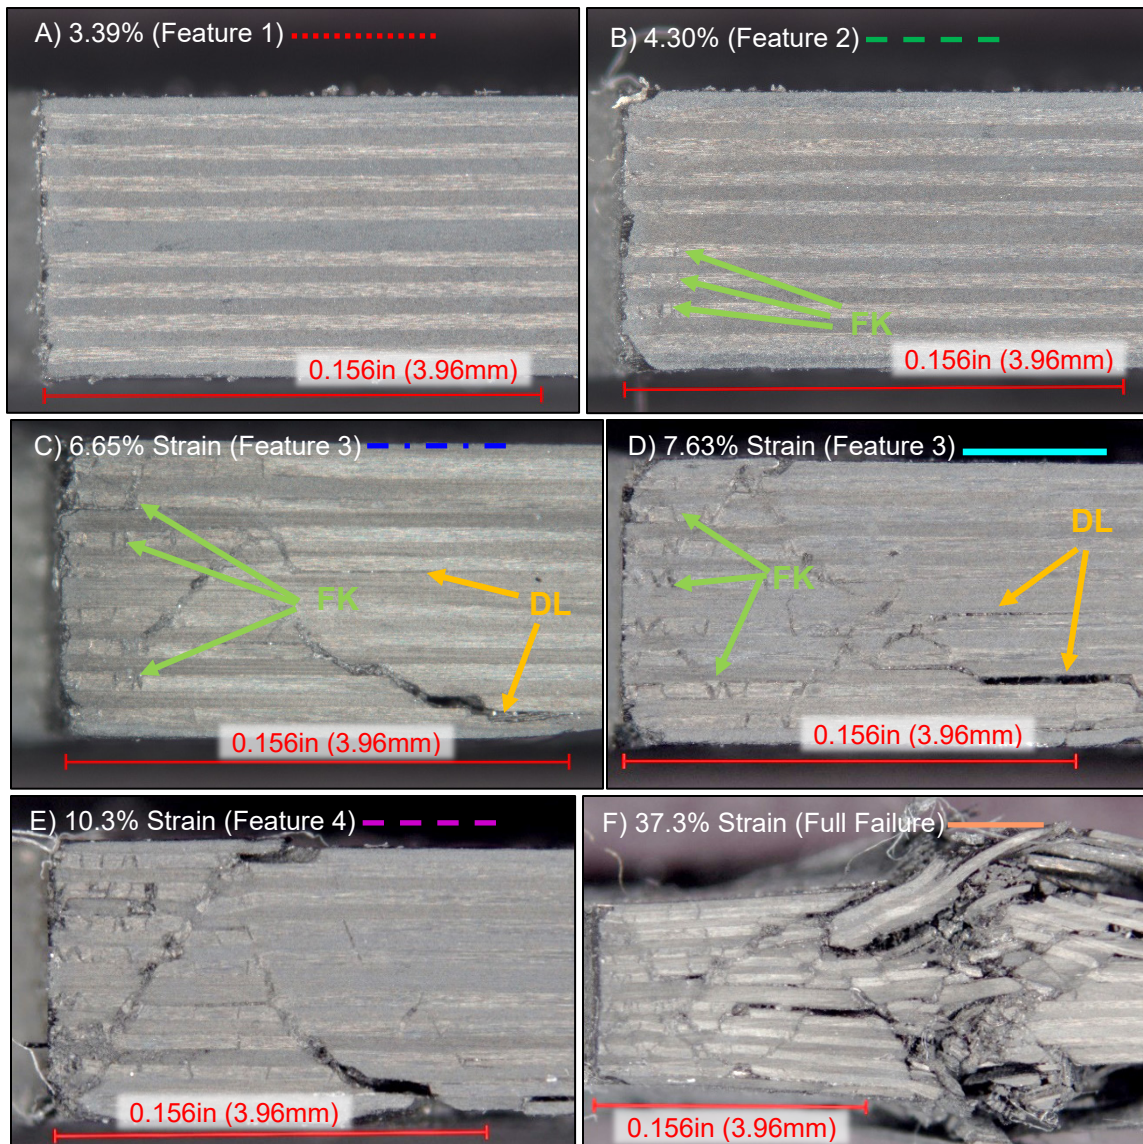 A) 3.39% (Feature 1)
B) 4.30% (Feature 2)
FK
0.156in (3.96mm)
0.156in (3.96mm)
C) 6.65% Strain (Feature 3)
D) 7.63% Strain (Feature 3)
FK
DL
FK
DL
0.156in (3.96mm)
0.156in (3.96mm)
E) 10.3% Strain (Feature 4)
F) 37.3% Strain (Full Failure)
0.156in (3.96mm)
0.156in (3.96mm)